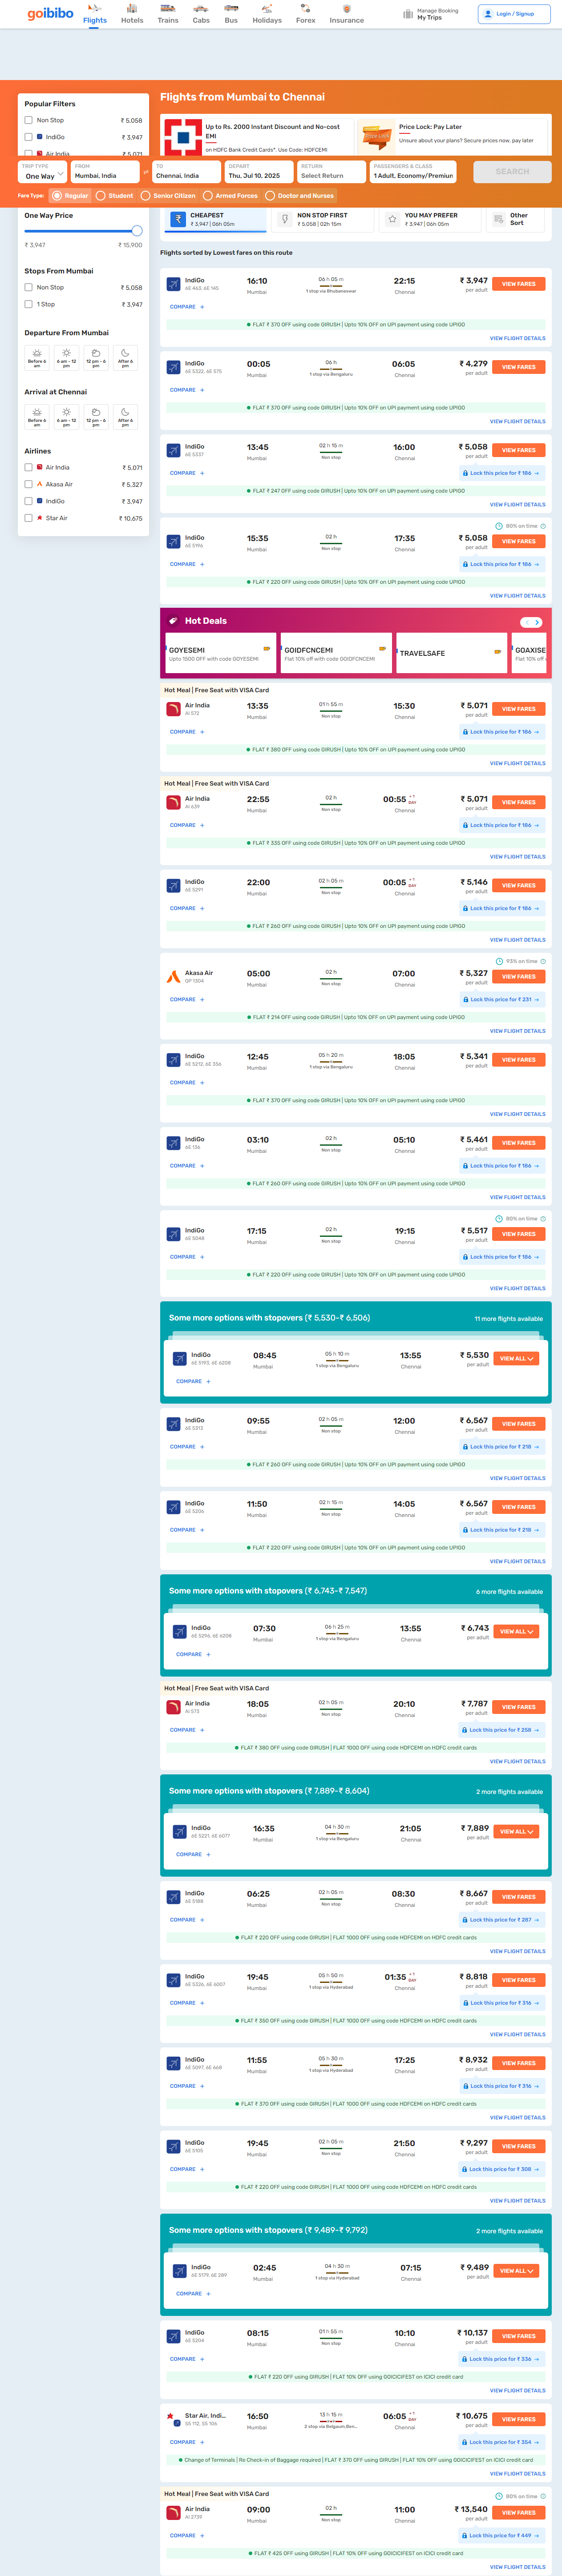 goibibo
Flights
Hotels
Trains
Cabs
Bus
Holidays
Forex
Insurance
Manage Booking
My Trips
Login / Signup
Flights from Mumbai to Chennai
Popular Filters
Non Stop ₹ 5,058
IndiGo ₹ 3,947
Air India ₹ 5,071
Up to Rs. 2000 Instant Discount and No-cost
EMI
on HDFC Bank Credit Cards*. Use Code: HDFCEMI
Price Lock: Pay Later
Unsure about your plans? Secure prices now, pay later
TRIP TYPE
One Way
FROM
Mumbai, India
TO
Chennai, India
DEPART
Thu, Jul 10, 2025
RETURN
Select Return
PASSENGERS & CLASS
1 Adult, Economy/Premium
SEARCH
Fare Type: Regular Student Senior Citizen Armed Forces Doctor and Nurses
One Way Price
₹ 3,947 ₹ 15,900
Stops From Mumbai
Non Stop ₹ 5,058
1 Stop ₹ 3,947
Departure From Mumbai
Before 6 am
6 am - 12 pm
12 pm - 6 pm
After 6 pm
Arrival at Chennai
Before 6 am
6 am - 12 pm
12 pm - 6 pm
After 6 pm
Airlines
Air India ₹ 5,071
Akasa Air ₹ 5,327
IndiGo ₹ 3,947
Star Air ₹ 10,675
CHEAPEST
₹ 3,947 | 06h 05m
NON STOP FIRST
₹ 5,058 | 02h 15m
YOU MAY PREFER
₹ 3,947 | 06h 05m
Other
Sort
Flights sorted by Lowest fares on this route
IndiGo 16:10 06 h 05 m 22:15 ₹ 3,947 VIEW FARES
6E 463, 6E 145 Mumbai 1 stop via Bhubaneswar Chennai per adult
COMPARE +
FLAT ₹ 370 OFF using code GIRUSH | Upto 10% OFF on UPI payment using code UPIGO
VIEW FLIGHT DETAILS
IndiGo 00:05 06 h 06:05 ₹ 4,279 VIEW FARES
6E 5322, 6E 575 Mumbai 1 stop via Bengaluru Chennai per adult
COMPARE +
FLAT ₹ 370 OFF using code GIRUSH | Upto 10% OFF on UPI payment using code UPIGO
VIEW FLIGHT DETAILS
IndiGo 13:45 02 h 15 m 16:00 ₹ 5,058 VIEW FARES
6E 5337 Mumbai Non stop Chennai per adult
COMPARE + Lock this price for ₹ 186 →
FLAT ₹ 247 OFF using code GIRUSH | Upto 10% OFF on UPI payment using code UPIGO
VIEW FLIGHT DETAILS
80% on time
IndiGo 15:35 02 h 17:35 ₹ 5,058 VIEW FARES
6E 5196 Mumbai Non stop Chennai per adult
COMPARE + Lock this price for ₹ 186 →
FLAT ₹ 220 OFF using code GIRUSH | Upto 10% OFF on UPI payment using code UPIGO
VIEW FLIGHT DETAILS
Hot Deals
GOYESEMI
Upto 1500 OFF with code GOYESEMI
GOIDFCNCEMI
Flat 10% off with code GOIDFCNCEMI
TRAVELSAFE
GOAXISE
Flat 10% off
Hot Meal | Free Seat with VISA Card
Air India 13:35 01 h 55 m 15:30 ₹ 5,071 VIEW FARES
AI 572 Mumbai Non stop Chennai per adult
COMPARE + Lock this price for ₹ 186 →
FLAT ₹ 380 OFF using code GIRUSH | Upto 10% OFF on UPI payment using code UPIGO
VIEW FLIGHT DETAILS
Hot Meal | Free Seat with VISA Card
Air India 22:55 02 h 00:55 +1 DAY ₹ 5,071 VIEW FARES
AI 639 Mumbai Non stop Chennai per adult
COMPARE + Lock this price for ₹ 186 →
FLAT ₹ 335 OFF using code GIRUSH | Upto 10% OFF on UPI payment using code UPIGO
VIEW FLIGHT DETAILS
IndiGo 22:00 02 h 05 m 00:05 +1 DAY ₹ 5,146 VIEW FARES
6E 5291 Mumbai Non stop Chennai per adult
COMPARE + Lock this price for ₹ 186 →
FLAT ₹ 260 OFF using code GIRUSH | Upto 10% OFF on UPI payment using code UPIGO
VIEW FLIGHT DETAILS
93% on time
Akasa Air 05:00 02 h 07:00 ₹ 5,327 VIEW FARES
QP 1304 Mumbai Non stop Chennai per adult
COMPARE + Lock this price for ₹ 231 →
FLAT ₹ 214 OFF using code GIRUSH | Upto 10% OFF on UPI payment using code UPIGO
VIEW FLIGHT DETAILS
IndiGo 12:45 05 h 20 m 18:05 ₹ 5,341 VIEW FARES
6E 5212, 6E 356 Mumbai 1 stop via Bengaluru Chennai per adult
COMPARE +
FLAT ₹ 370 OFF using code GIRUSH | Upto 10% OFF on UPI payment using code UPIGO
VIEW FLIGHT DETAILS
IndiGo 03:10 02 h 05:10 ₹ 5,461 VIEW FARES
6E 136 Mumbai Non stop Chennai per adult
COMPARE + Lock this price for ₹ 186 →
FLAT ₹ 260 OFF using code GIRUSH | Upto 10% OFF on UPI payment using code UPIGO
VIEW FLIGHT DETAILS
80% on time
IndiGo 17:15 02 h 19:15 ₹ 5,517 VIEW FARES
6E 5048 Mumbai Non stop Chennai per adult
COMPARE + Lock this price for ₹ 186 →
FLAT ₹ 220 OFF using code GIRUSH | Upto 10% OFF on UPI payment using code UPIGO
VIEW FLIGHT DETAILS
Some more options with stopovers (₹ 5,530-₹ 6,506) 11 more flights available
IndiGo 08:45 05 h 10 m 13:55 ₹ 5,530 VIEW ALL
6E 5193, 6E 6208 Mumbai 1 stop via Bengaluru Chennai per adult
COMPARE +
IndiGo 09:55 02 h 05 m 12:00 ₹ 6,567 VIEW FARES
6E 5313 Mumbai Non stop Chennai per adult
COMPARE + Lock this price for ₹ 218 →
FLAT ₹ 260 OFF using code GIRUSH | Upto 10% OFF on UPI payment using code UPIGO
VIEW FLIGHT DETAILS
IndiGo 11:50 02 h 15 m 14:05 ₹ 6,567 VIEW FARES
6E 5206 Mumbai Non stop Chennai per adult
COMPARE + Lock this price for ₹ 218 →
FLAT ₹ 220 OFF using code GIRUSH | Upto 10% OFF on UPI payment using code UPIGO
VIEW FLIGHT DETAILS
Some more options with stopovers (₹ 6,743-₹ 7,547) 6 more flights available
IndiGo 07:30 06 h 25 m 13:55 ₹ 6,743 VIEW ALL
6E 5296, 6E 6208 Mumbai 1 stop via Bengaluru Chennai per adult
COMPARE +
Hot Meal | Free Seat with VISA Card
Air India 18:05 02 h 05 m 20:10 ₹ 7,787 VIEW FARES
AI 573 Mumbai Non stop Chennai per adult
COMPARE + Lock this price for ₹ 258 →
FLAT ₹ 380 OFF using code GIRUSH | FLAT 1000 OFF using code HDFCEMI on HDFC credit cards
VIEW FLIGHT DETAILS
Some more options with stopovers (₹ 7,889-₹ 8,604) 2 more flights available
IndiGo 16:35 04 h 30 m 21:05 ₹ 7,889 VIEW ALL
6E 5221, 6E 6077 Mumbai 1 stop via Bengaluru Chennai per adult
COMPARE +
IndiGo 06:25 02 h 05 m 08:30 ₹ 8,667 VIEW FARES
6E 5188 Mumbai Non stop Chennai per adult
COMPARE + Lock this price for ₹ 287 →
FLAT ₹ 220 OFF using code GIRUSH | FLAT 1000 OFF using code HDFCEMI on HDFC credit cards
VIEW FLIGHT DETAILS
IndiGo 19:45 05 h 50 m 01:35 +1 DAY ₹ 8,818 VIEW FARES
6E 5326, 6E 6007 Mumbai 1 stop via Hyderabad Chennai per adult
COMPARE + Lock this price for ₹ 316 →
FLAT ₹ 350 OFF using code GIRUSH | FLAT 1000 OFF using code HDFCEMI on HDFC credit cards
VIEW FLIGHT DETAILS
IndiGo 11:55 05 h 30 m 17:25 ₹ 8,932 VIEW FARES
6E 5097, 6E 668 Mumbai 1 stop via Hyderabad Chennai per adult
COMPARE + Lock this price for ₹ 316 →
FLAT ₹ 370 OFF using code GIRUSH | FLAT 1000 OFF using code HDFCEMI on HDFC credit cards
VIEW FLIGHT DETAILS
IndiGo 19:45 02 h 05 m 21:50 ₹ 9,297 VIEW FARES
6E 5105 Mumbai Non stop Chennai per adult
COMPARE + Lock this price for ₹ 308 →
FLAT ₹ 220 OFF using code GIRUSH | FLAT 1000 OFF using code HDFCEMI on HDFC credit cards
VIEW FLIGHT DETAILS
Some more options with stopovers (₹ 9,489-₹ 9,792) 2 more flights available
IndiGo 02:45 04 h 30 m 07:15 ₹ 9,489 VIEW ALL
6E 5179, 6E 289 Mumbai 1 stop via Hyderabad Chennai per adult
COMPARE +
IndiGo 08:15 01 h 55 m 10:10 ₹ 10,137 VIEW FARES
6E 5204 Mumbai Non stop Chennai per adult
COMPARE + Lock this price for ₹ 336 →
FLAT ₹ 220 OFF using GIRUSH | FLAT 10% OFF using GOICICIFEST on ICICI credit card
VIEW FLIGHT DETAILS
Star Air, Indi... 16:50 13 h 15 m 06:05 +1 DAY ₹ 10,675 VIEW FARES
S5 112, S5 106 Mumbai 2 stop via Belgaum,Ban... Chennai per adult
COMPARE + Lock this price for ₹ 354 →
Change of Terminals | Re Check-in of Baggage required | FLAT ₹ 370 OFF using GIRUSH | FLAT 10% OFF using GOICICIFEST on ICICI credit card
VIEW FLIGHT DETAILS
Hot Meal | Free Seat with VISA Card 80% on time
Air India 09:00 02 h 11:00 ₹ 13,540 VIEW FARES
AI 2739 Mumbai Non stop Chennai per adult
COMPARE + Lock this price for ₹ 449 →
FLAT ₹ 425 OFF using GIRUSH | FLAT 10% OFF using GOICICIFEST on ICICI credit card
VIEW FLIGHT DETAILS